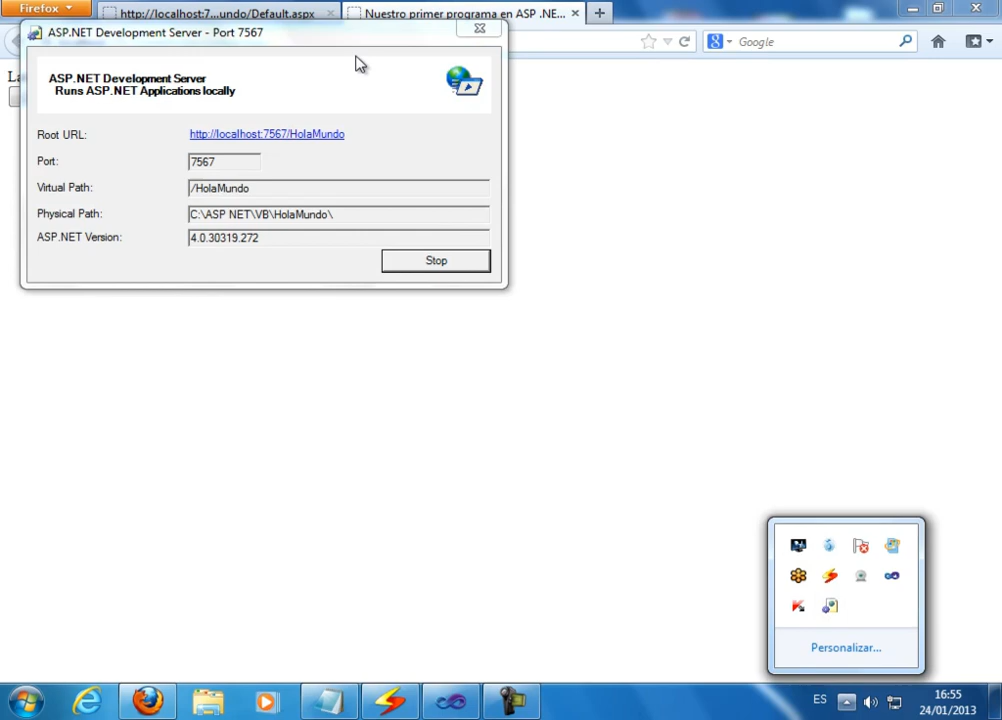 Firefox
http://localhost:7...undo/Default.aspx
Nuestro primer programa en ASP .NE...
ASP.NET Development Server - Port 7567
Google
ASP.NET Development Server
Runs ASP.NET Applications locally
Root URL: http://localhost:7567/HolaMundo
Port: 7567
Virtual Path: /HolaMundo
Physical Path: C:\ASP NET\VB\HolaMundo\
ASP.NET Version: 4.0.30319.272
Stop
Personalizar...
ES
16:55
24/01/2013